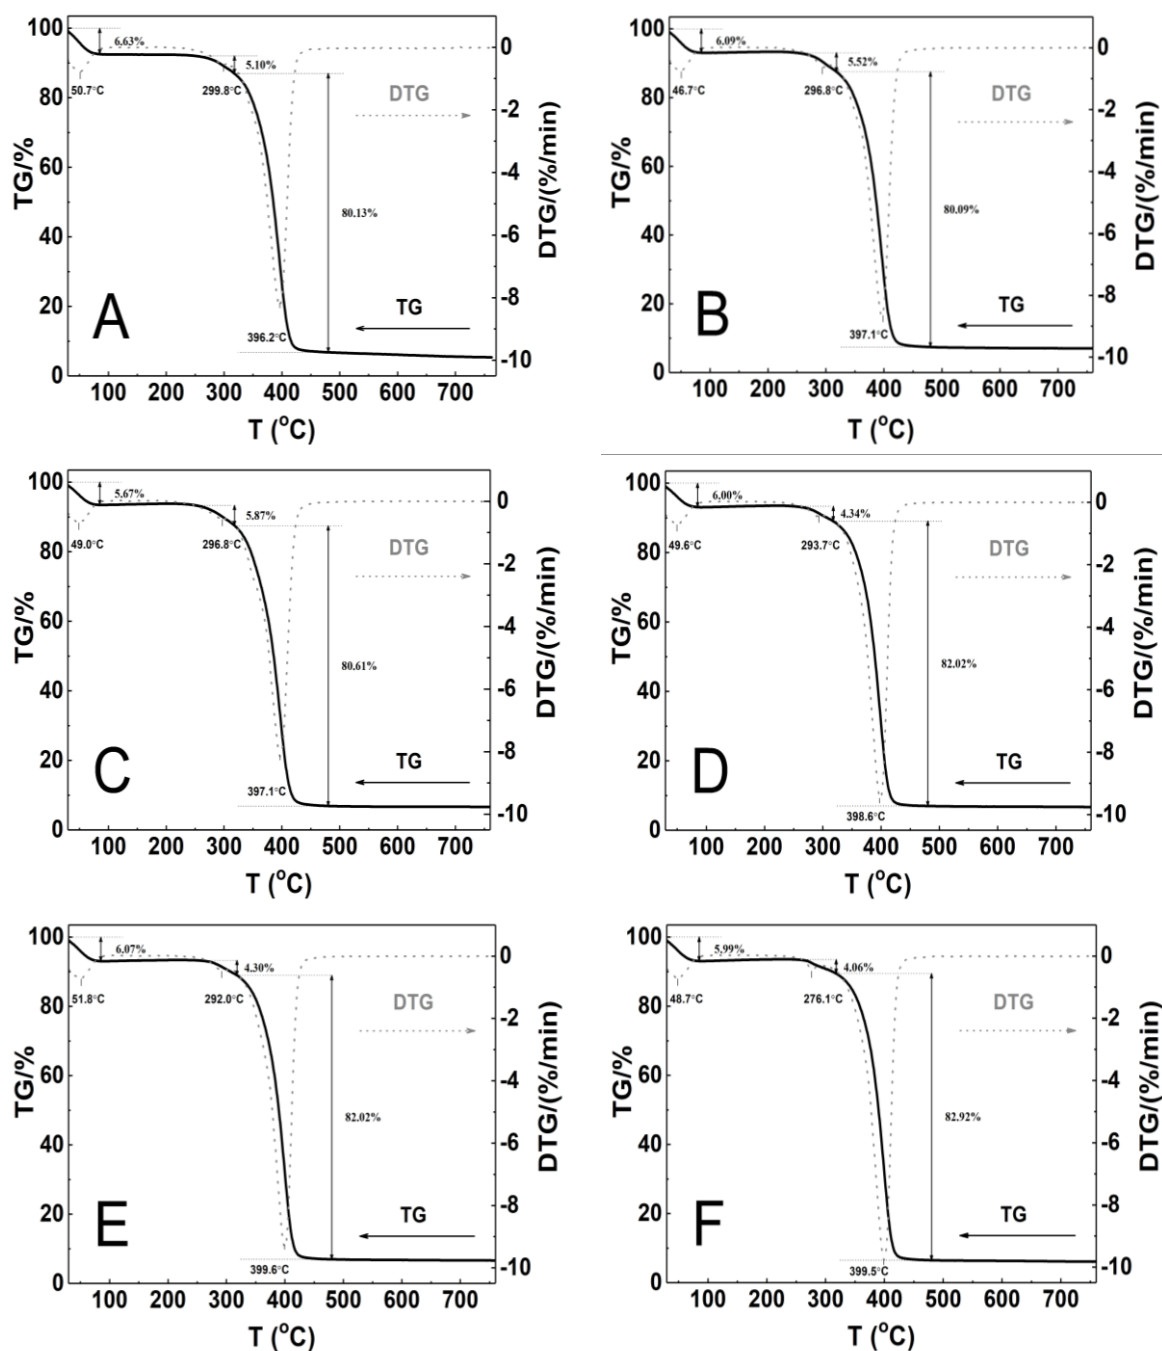 100
80
60
40
20
0
TG/%
6.63%
5.10%
50.7°C
299.8°C
DTG
80.13%
TG
396.2°C
A
0
-2
-4
-6
-8
-10
DTG/(%/min)
100 200 300 400 500 600 700
T (°C)
100
80
60
40
20
0
TG/%
6.09%
5.52%
46.7°C
296.8°C
DTG
80.09%
TG
397.1°C
B
0
-2
-4
-6
-8
-10
DTG/(%/min)
100 200 300 400 500 600 700
T (°C)
100
80
60
40
20
0
TG/%
5.67%
5.87%
49.0°C
296.8°C
DTG
80.61%
TG
397.1°C
C
0
-2
-4
-6
-8
-10
DTG/(%/min)
100 200 300 400 500 600 700
T (°C)
100
80
60
40
20
0
TG/%
6.00%
4.34%
49.6°C
293.7°C
DTG
82.02%
TG
398.6°C
D
0
-2
-4
-6
-8
-10
DTG/(%/min)
100 200 300 400 500 600 700
T (°C)
100
80
60
40
20
0
TG/%
6.07%
4.30%
51.8°C
292.0°C
DTG
82.02%
TG
399.6°C
E
0
-2
-4
-6
-8
-10
DTG/(%/min)
100 200 300 400 500 600 700
T (°C)
100
80
60
40
20
0
TG/%
5.99%
4.06%
48.7°C
276.1°C
DTG
82.92%
TG
399.5°C
F
0
-2
-4
-6
-8
-10
DTG/(%/min)
100 200 300 400 500 600 700
T (°C)